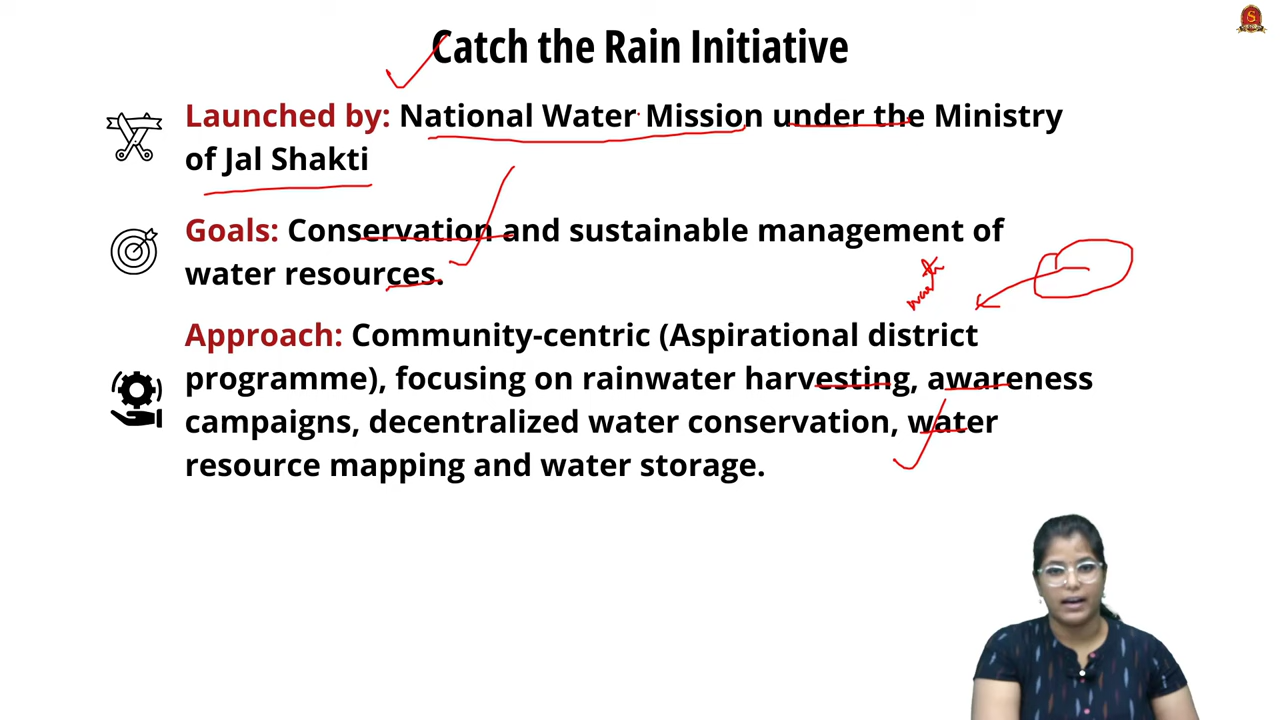 Catch the Rain Initiative
Launched by: National Water Mission under the Ministry
of Jal Shakti
Goals: Conservation and sustainable management of
water resources.
Approach: Community-centric (Aspirational district
programme), focusing on rainwater harvesting, awareness
campaigns, decentralized water conservation, water
resource mapping and water storage.